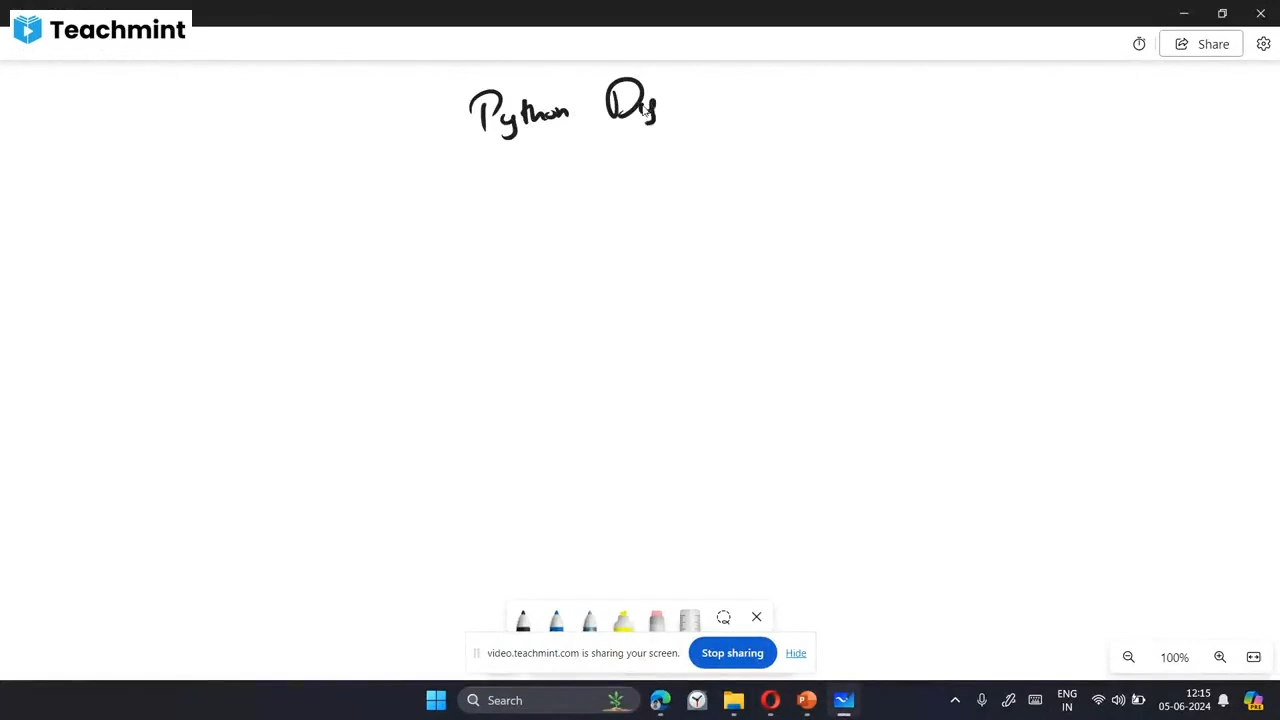 Teachmint
Share
Python Dy
video.teachmint.com is sharing your screen.
Stop sharing
Hide
100%
Search
ENG
IN
12:15
05-06-2024